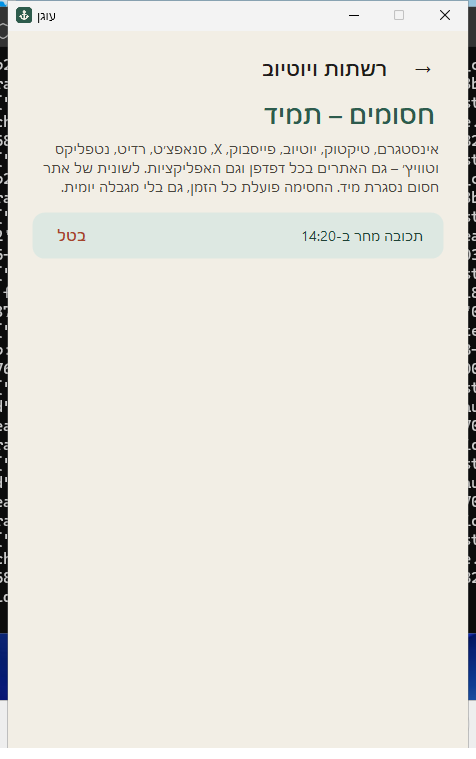 עוגן
רשתות ויוטיוב
חסומים – תמיד
אינסטגרם, טיקטוק, יוטיוב, פייסבוק, X, סנאפצ׳ט, רדיט, נטפליקס
וטוויץ׳ – גם האתרים בכל דפדפן וגם האפליקציות. לשונית של אתר
חסום נסגרת מיד. החסימה פועלת כל הזמן, גם בלי מגבלה יומית.
תכובה מחר ב-14:20
בטל